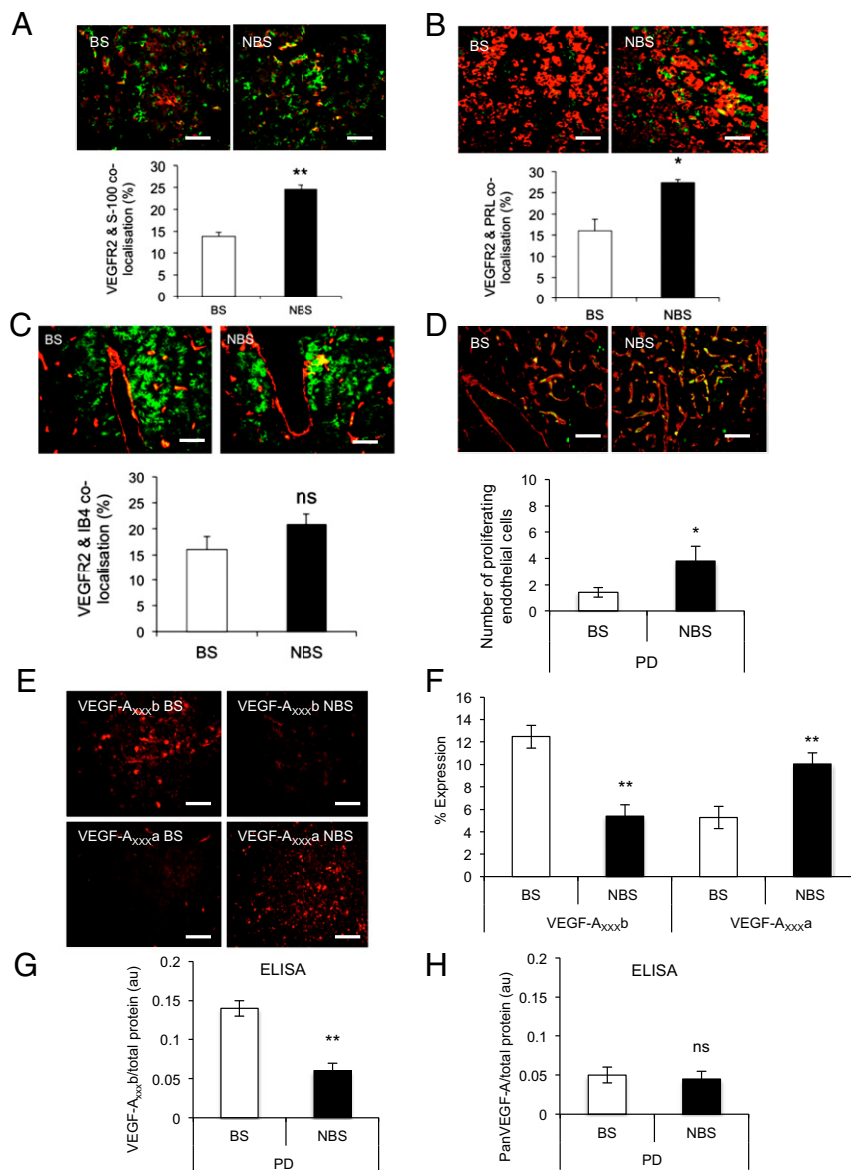 A
BS
NBS
VEGFR2 & S-100 co-
localisation (%)
35
30
25
20
15
10
5
0
**
BS
NBS
B
BS
NBS
VEGFR2 & PRL co-
localisation (%)
30
25
20
15
10
5
0
*
BS
NBS
C
BS
NBS
VEGFR2 & IB4 co-
localisation (%)
35
30
25
20
15
10
5
0
ns
BS
NBS
D
BS
NBS
Number of proliferating
endothelial cells
10
8
6
4
2
0
*
BS
NBS
PD
E
VEGF-Axxxb BS
VEGF-Axxxb NBS
VEGF-Axxxa BS
VEGF-Axxxa NBS
F
% Expression
16
14
12
10
8
6
4
2
0
**
**
BS
NBS
BS
NBS
VEGF-Axxxb
VEGF-Axxxa
G
ELISA
VEGF-Axxxb/total protein (au)
0.2
0.15
0.1
0.05
0
**
BS
NBS
PD
H
ELISA
PanVEGF-A/total protein (au)
0.2
0.15
0.1
0.05
0
ns
BS
NBS
PD